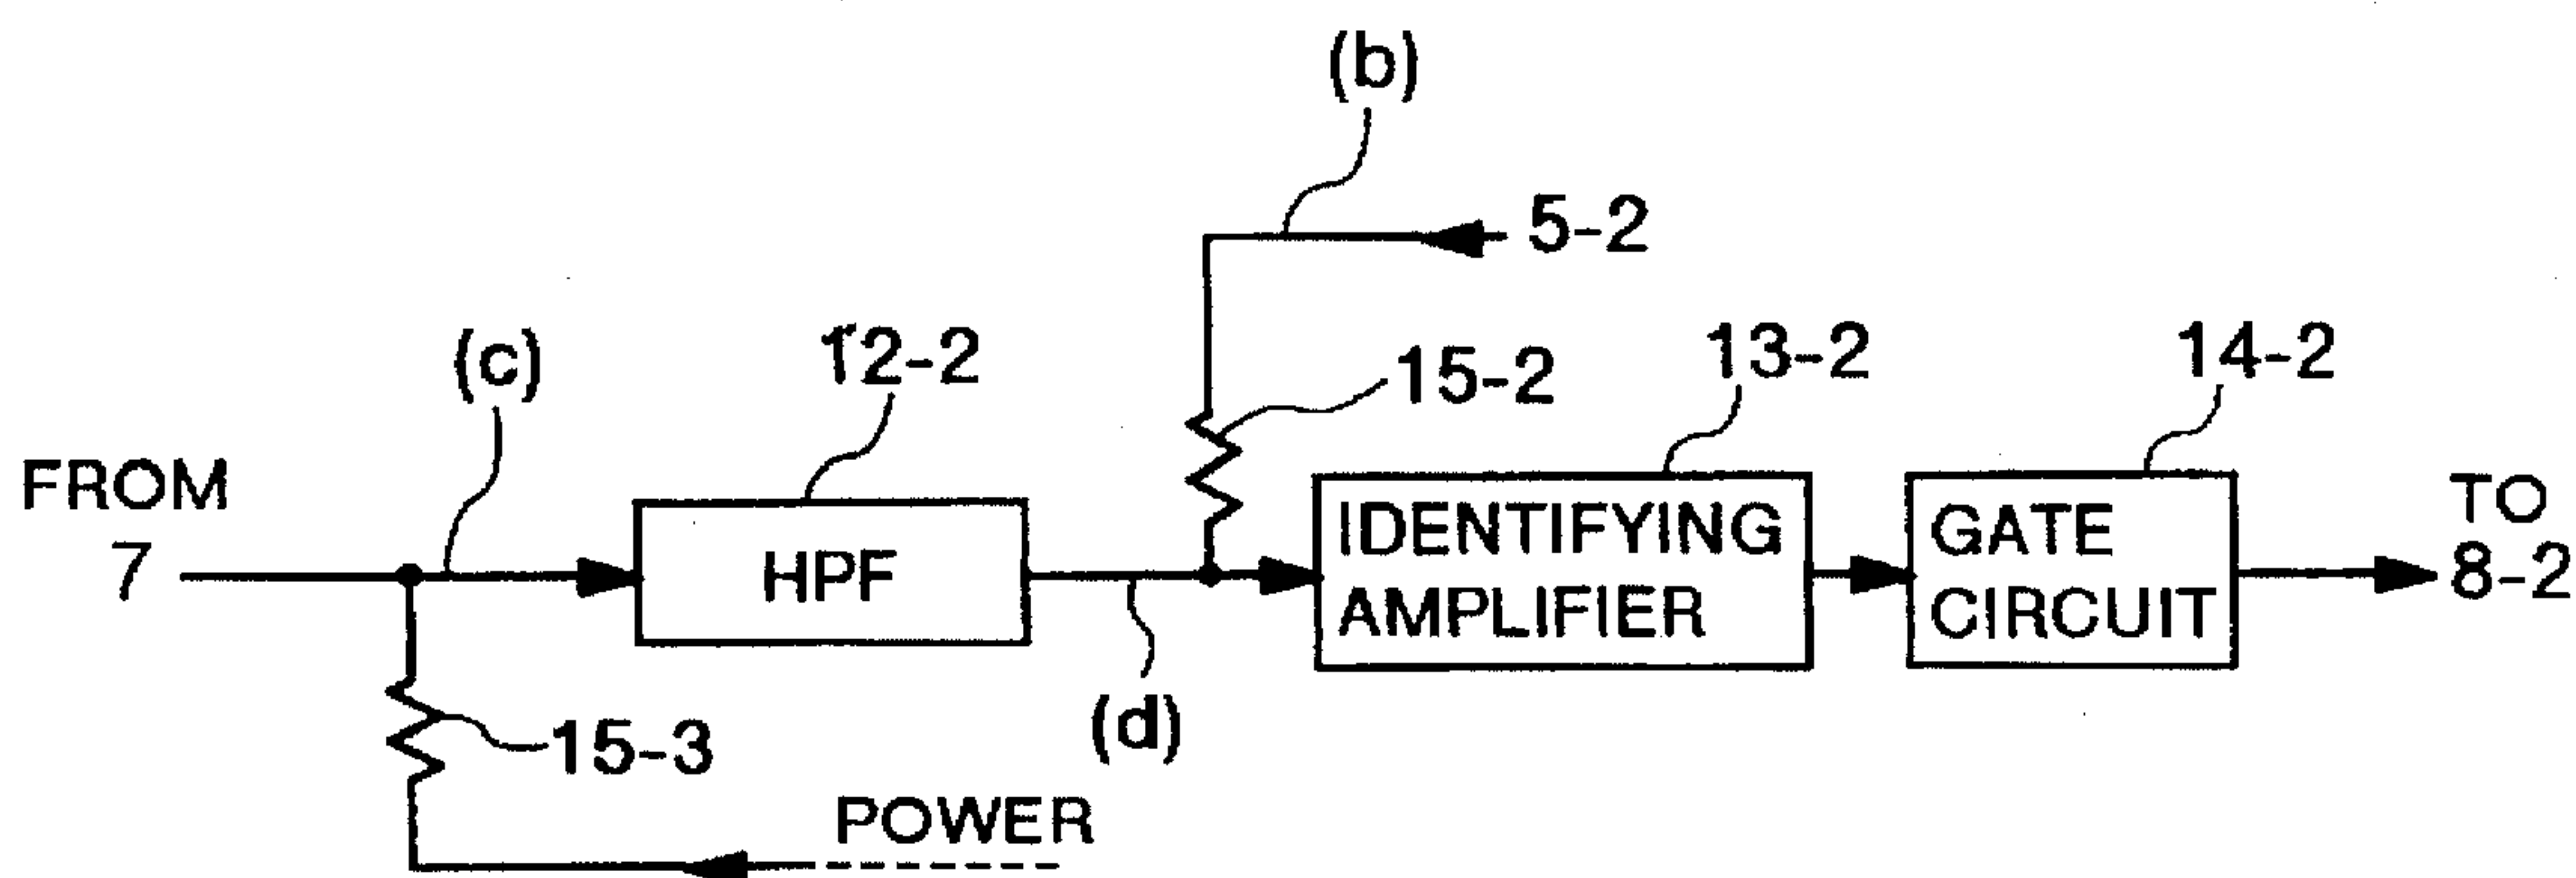 (b)
5-2
(c)
12-2
15-2
13-2
14-2
FROM
7
HPF
IDENTIFYING
AMPLIFIER
GATE
CIRCUIT
TO
8-2
15-3
(d)
POWER